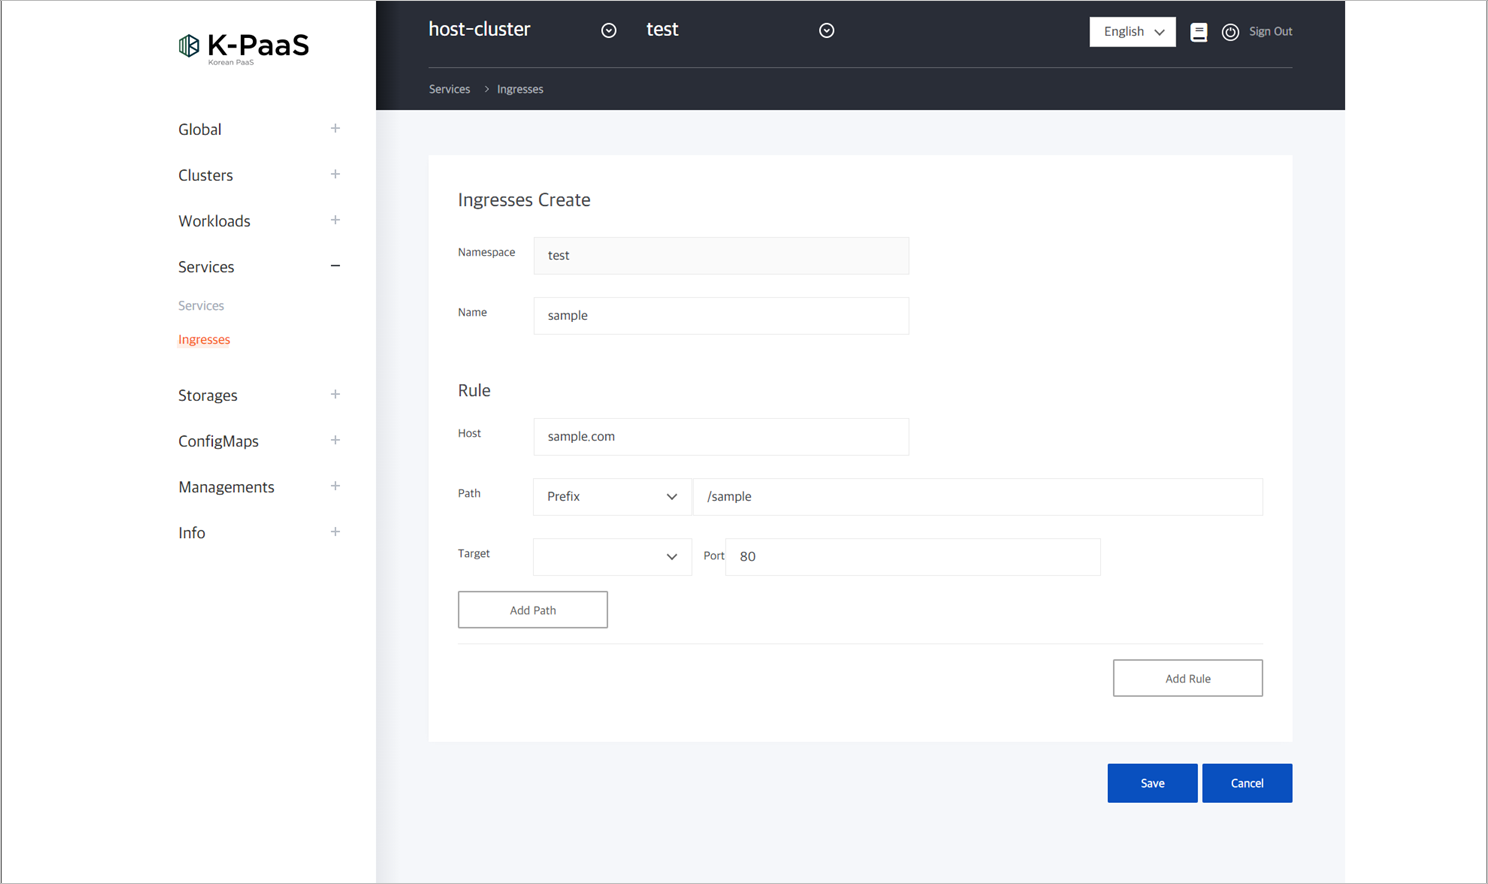 K-PaaS
Korean PaaS
host-cluster
test
English
Sign Out
Services > Ingresses
Global
Clusters
Workloads
Services
Services
Ingresses
Storages
ConfigMaps
Managements
Info
Ingresses Create
Namespace test
Name sample
Rule
Host sample.com
Path Prefix /sample
Target Port 80
Add Path
Add Rule
Save
Cancel